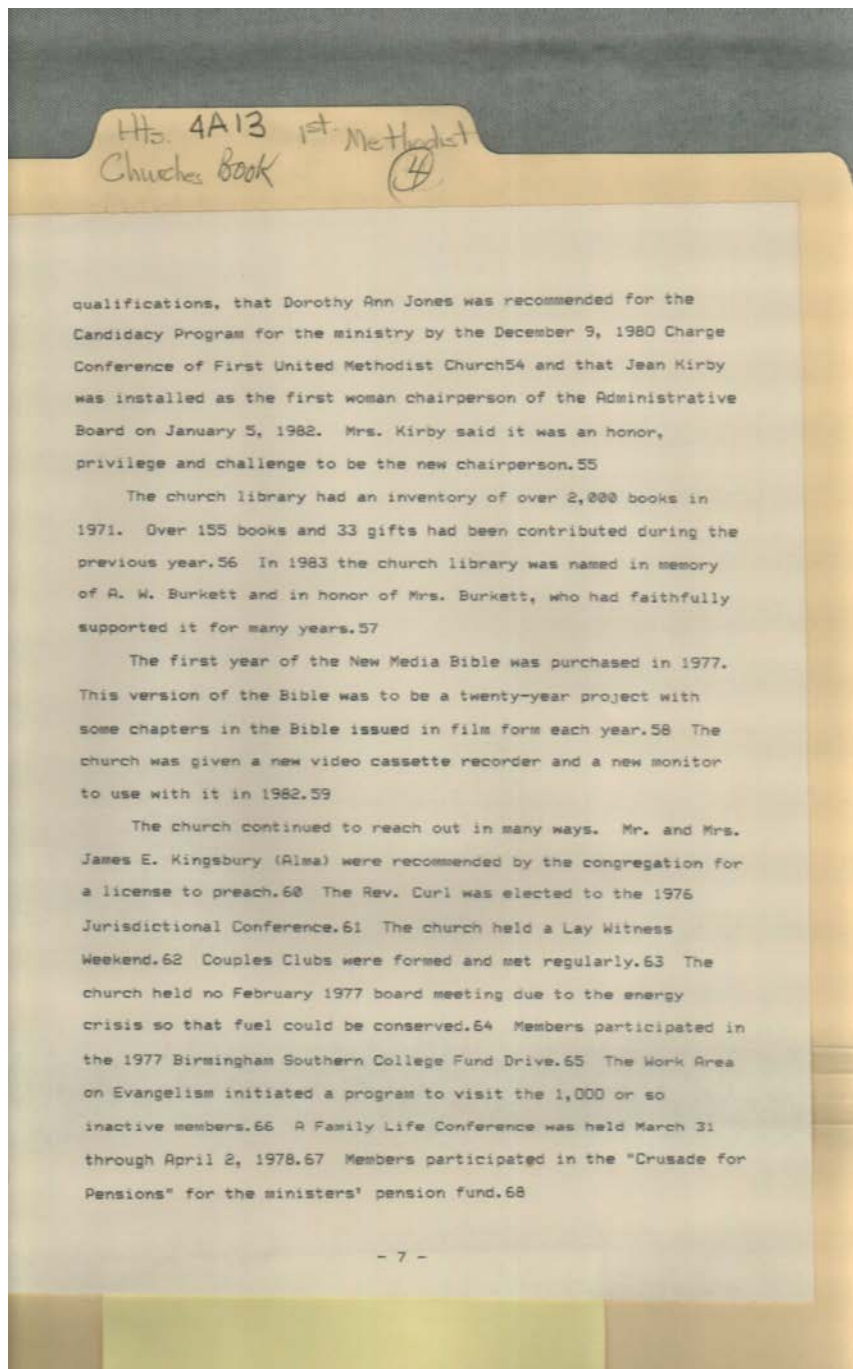 Hts. 4A13 1st Methodist
Churches Book 4
qualifications, that Dorothy Ann Jones was recommended for the
Candidacy Program for the ministry by the December 9, 1980 Charge
Conference of First United Methodist Church54 and that Jean Kirby
was installed as the first woman chairperson of the Administrative
Board on January 5, 1982.  Mrs. Kirby said it was an honor,
privilege and challenge to be the new chairperson.55
The church library had an inventory of over 2,000 books in
1971.  Over 155 books and 33 gifts had been contributed during the
previous year.56  In 1983 the church library was named in memory
of A. W. Burkett and in honor of Mrs. Burkett, who had faithfully
supported it for many years.57
The first year of the New Media Bible was purchased in 1977.
This version of the Bible was to be a twenty-year project with
some chapters in the Bible issued in film form each year.58  The
church was given a new video cassette recorder and a new monitor
to use with it in 1982.59
The church continued to reach out in many ways.  Mr. and Mrs.
James E. Kingsbury (Alma) were recommended by the congregation for
a license to preach.60  The Rev. Curl was elected to the 1976
Jurisdictional Conference.61  The church held a Lay Witness
Weekend.62  Couples Clubs were formed and met regularly.63  The
church held no February 1977 board meeting due to the energy
crisis so that fuel could be conserved.64  Members participated in
the 1977 Birmingham Southern College Fund Drive.65  The Work Area
on Evangelism initiated a program to visit the 1,000 or so
inactive members.66  A Family Life Conference was held March 31
through April 2, 1978.67  Members participated in the "Crusade for
Pensions" for the ministers' pension fund.68
- 7 -